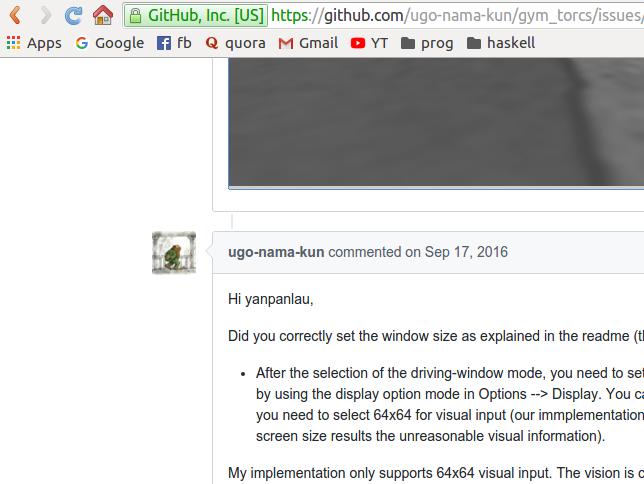 GitHub, Inc. [US] https://github.com/ugo-nama-kun/gym_torcs/issues/
Apps Google fb quora Gmail YT prog haskell
ugo-nama-kun commented on Sep 17, 2016
Hi yanpanlau,
Did you correctly set the window size as explained in the readme (th
• After the selection of the driving-window mode, you need to set
by using the display option mode in Options --> Display. You ca
you need to select 64x64 for visual input (our immplementation
screen size results the unreasonable visual information).
My implementation only supports 64x64 visual input. The vision is c